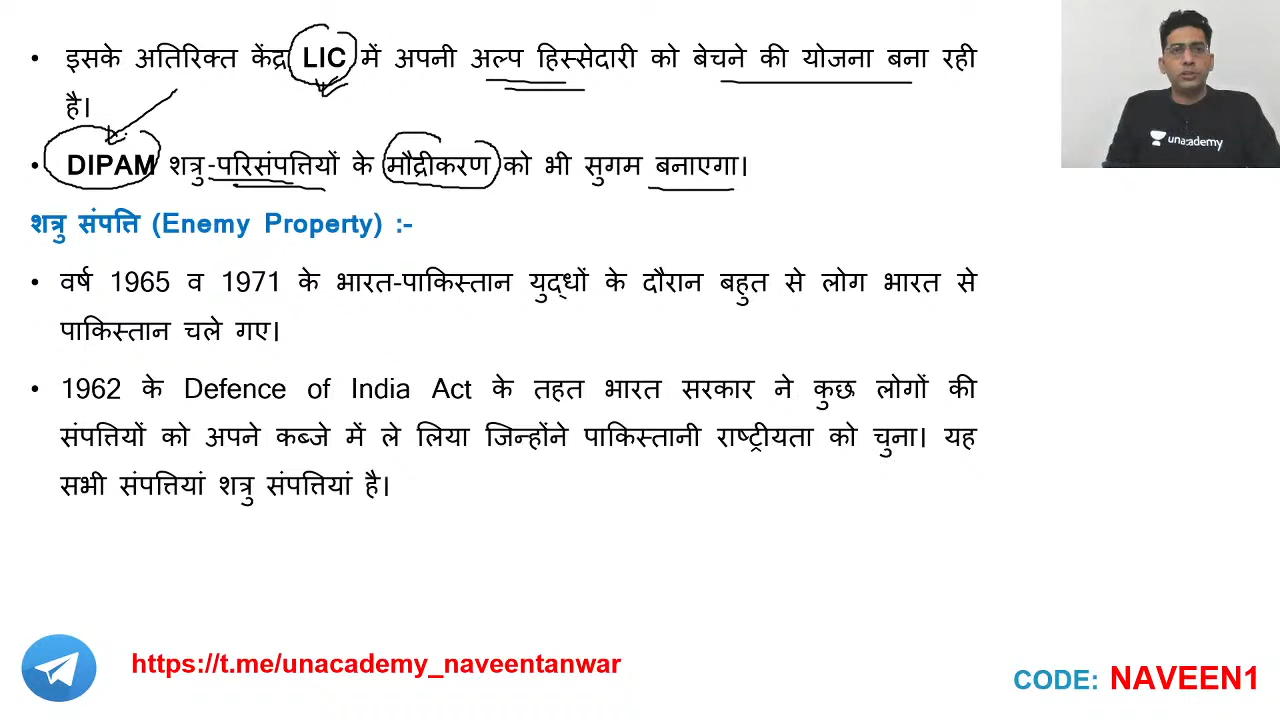 • इसके अतिरिक्त केंद्र LIC में अपनी अल्प हिस्सेदारी को बेचने की योजना बना रही
है।
• DIPAM शत्रु-परिसंपत्तियों के मौद्रीकरण को भी सुगम बनाएगा।
शत्रु संपत्ति (Enemy Property) :-
• वर्ष 1965 व 1971 के भारत-पाकिस्तान युद्धों के दौरान बहुत से लोग भारत से
पाकिस्तान चले गए।
• 1962 के Defence of India Act के तहत भारत सरकार ने कुछ लोगों की
संपत्तियों को अपने कब्जे में ले लिया जिन्होंने पाकिस्तानी राष्ट्रीयता को चुना। यह
सभी संपत्तियां शत्रु संपत्तियां है।
unacademy
https://t.me/unacademy_naveentanwar
CODE: NAVEEN1